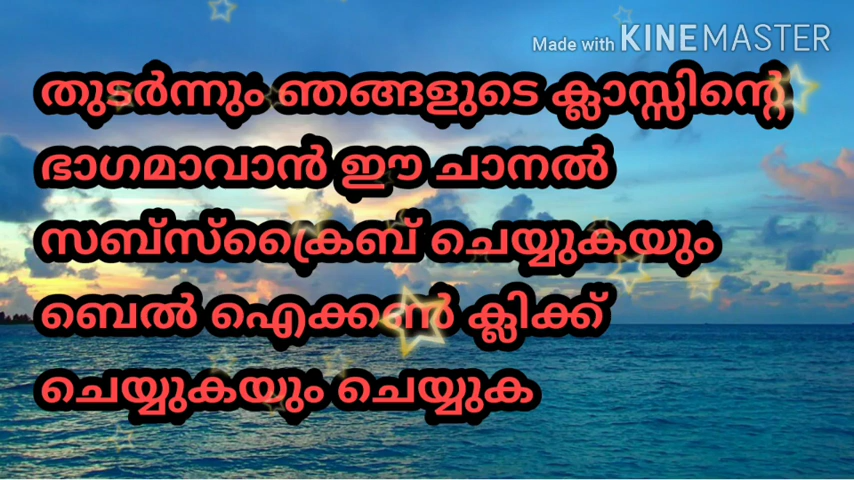 Made with KINEMASTER
തുടർന്നും ഞങ്ങളുടെ ക്ലാസ്സിന്റെ
ഭാഗമാവാൻ ഈ ചാനൽ
സബ്സ്ക്രൈബ് ചെയ്യുകയും
ബെൽ ഐക്കൺ ക്ലിക്ക്
ചെയ്യുകയും ചെയ്യുക